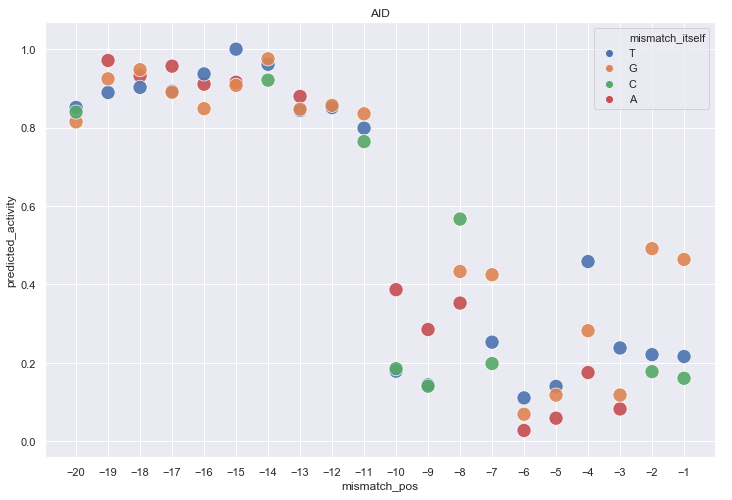 AID
mismatch_itself
T
G
C
A
predicted_activity
1.0
0.8
0.6
0.4
0.2
0.0
−20 −19 −18 −17 −16 −15 −14 −13 −12 −11 −10 −9 −8 −7 −6 −5 −4 −3 −2 −1
mismatch_pos